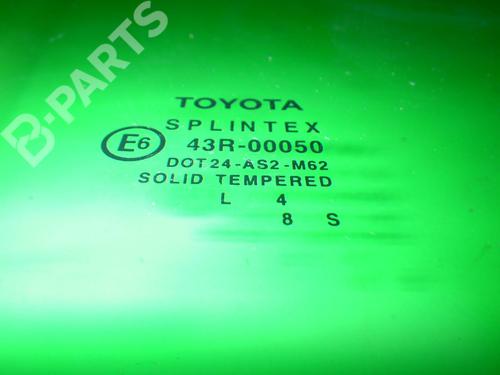 B-PARTS
TOYOTA
SPLINTEX
E6 43R-00050
DOT24-AS2-M62
SOLID TEMPERED
L 4
8 S